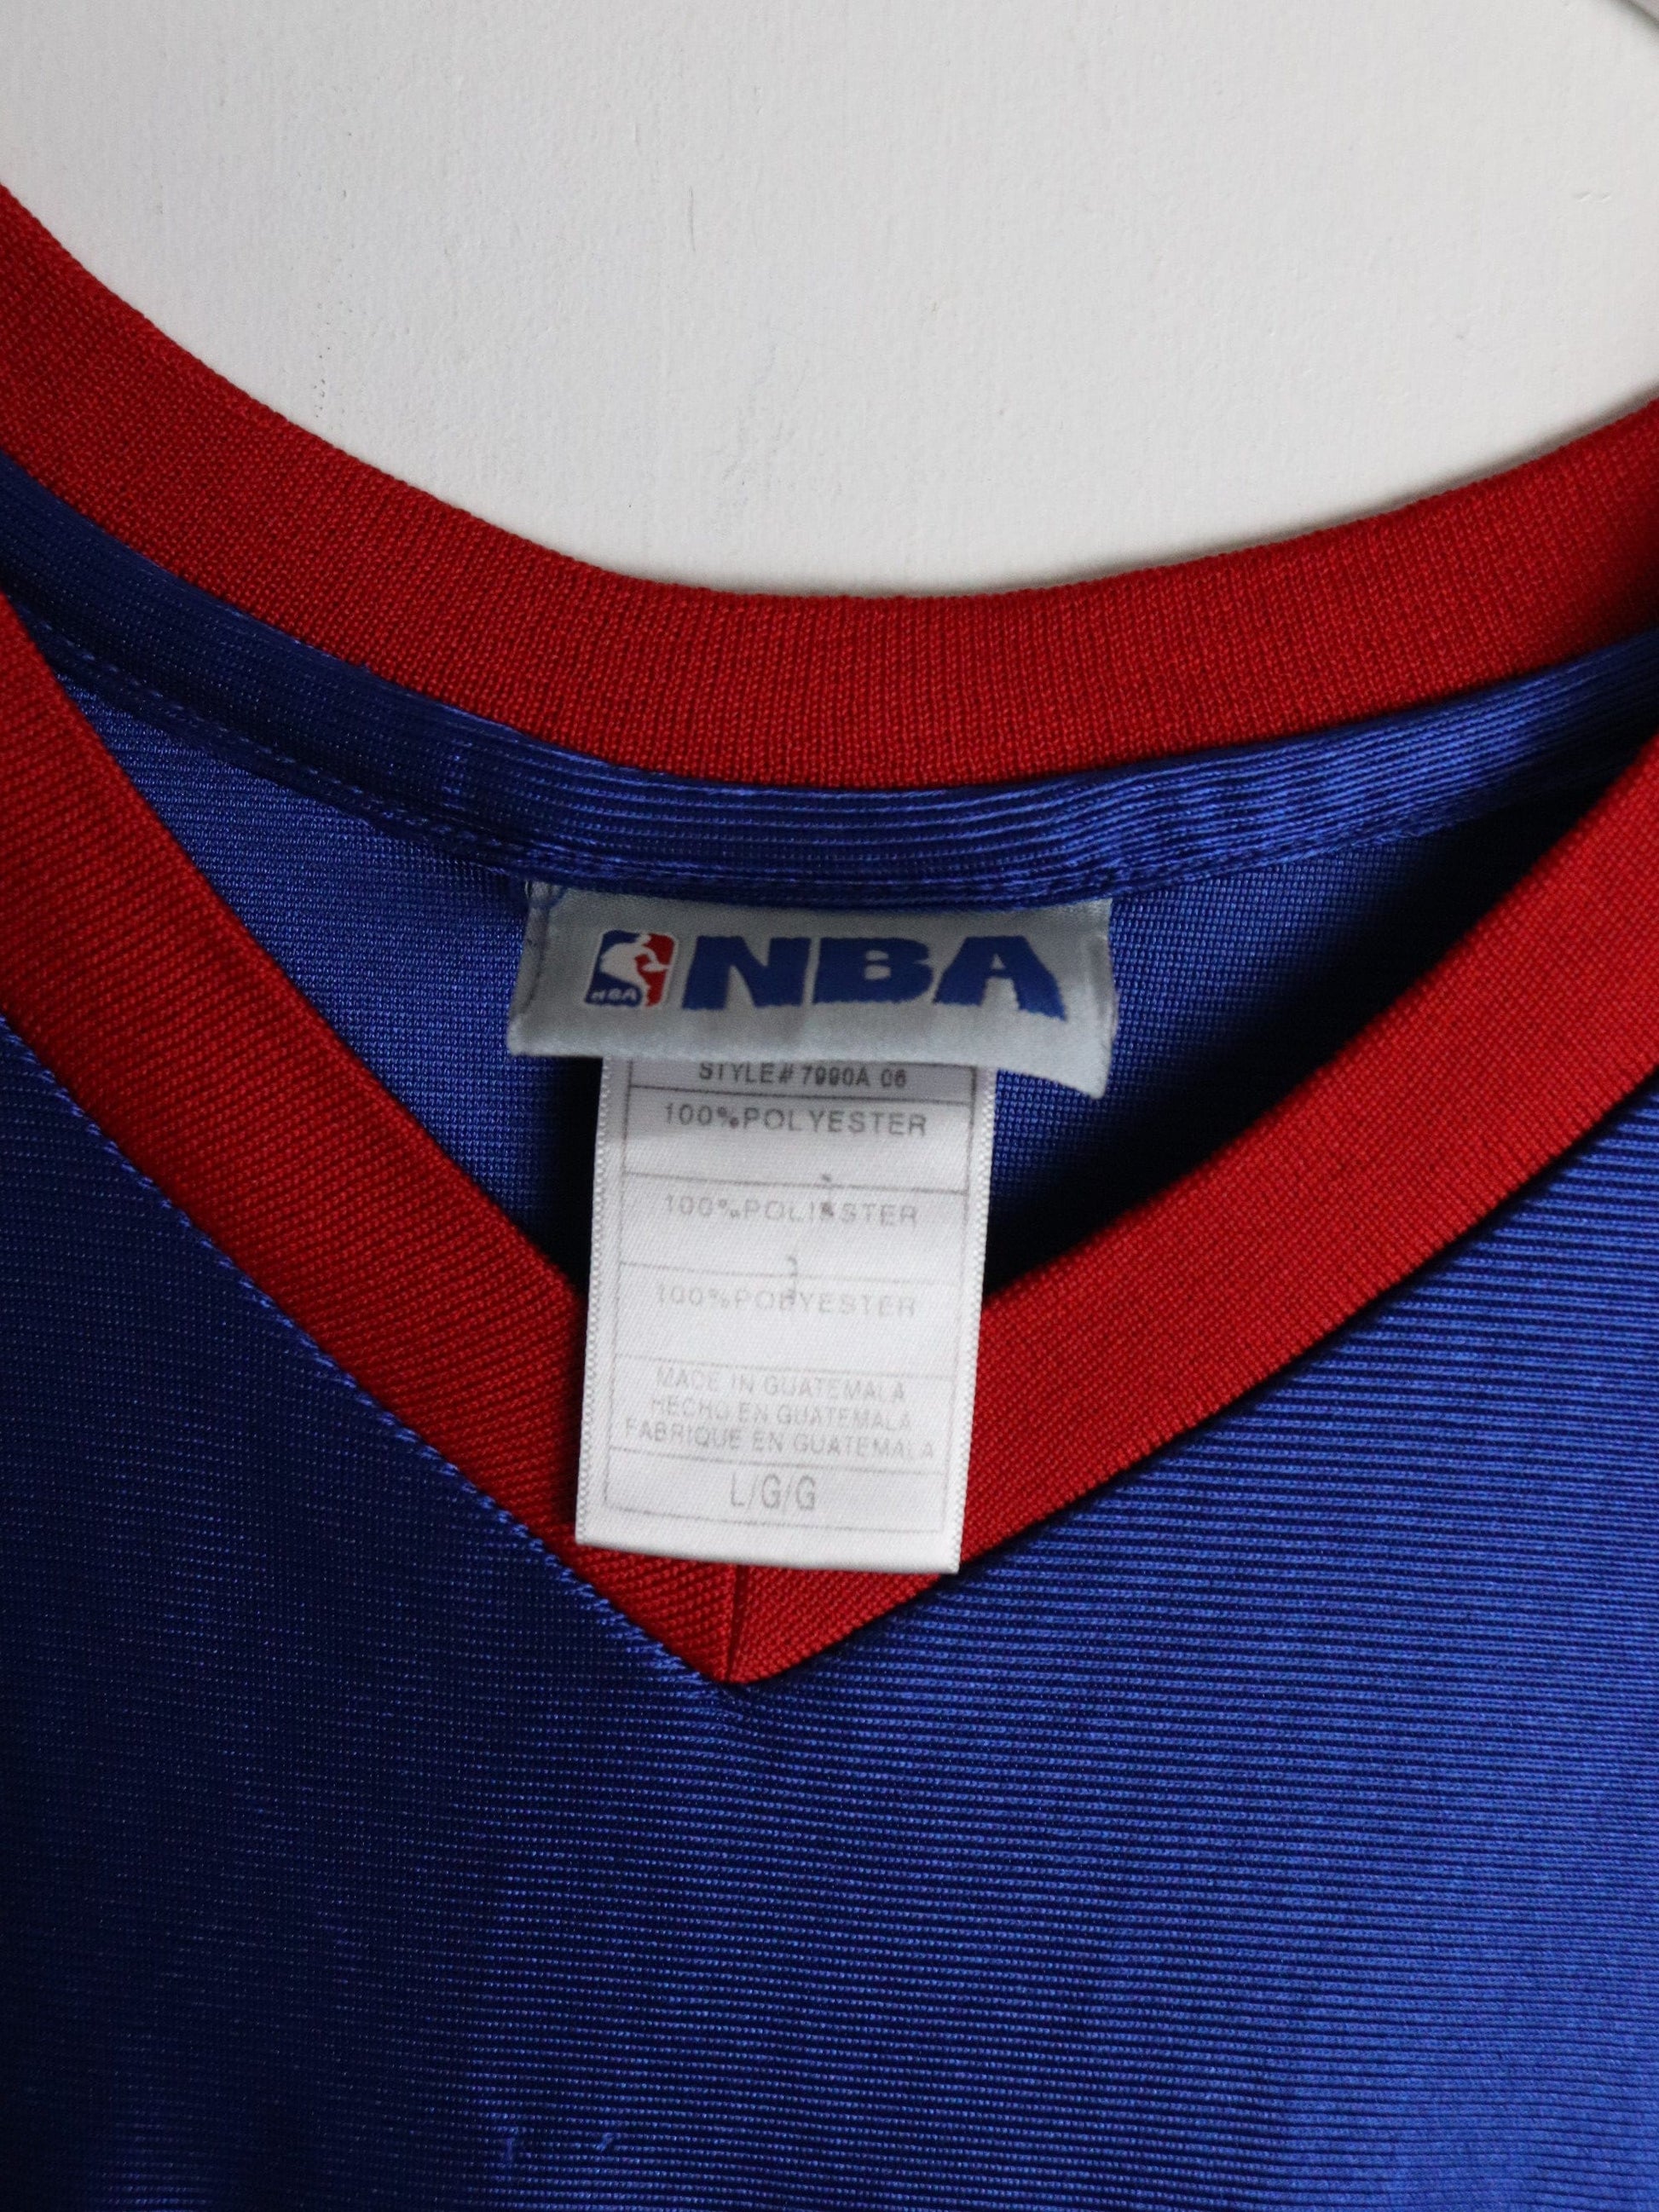 NBA NBA
STYLE# 7990A 06
100%POLYESTER
100%POLIESTER
100%POLYESTER
MADE IN GUATEMALA
HECHO EN GUATEMALA
FABRIQUE EN GUATEMALA
L/G/G